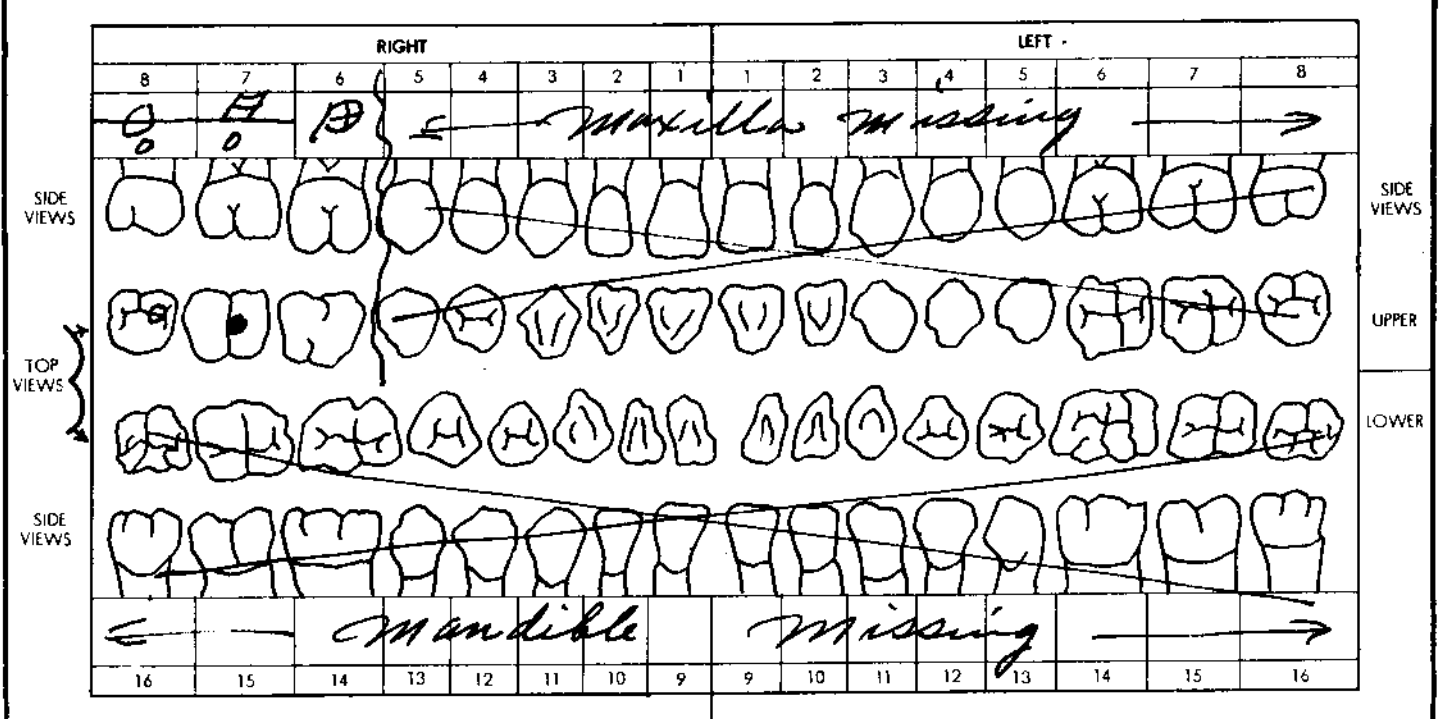 RIGHT LEFT
8 7 6 5 4 3 2 1 1 2 3 4 5 6 7 8
Maxilla Missing
SIDE VIEWS SIDE VIEWS
UPPER
TOP VIEWS
LOWER
SIDE VIEWS
Mandible Missing
16 15 14 13 12 11 10 9 9 10 11 12 13 14 15 16